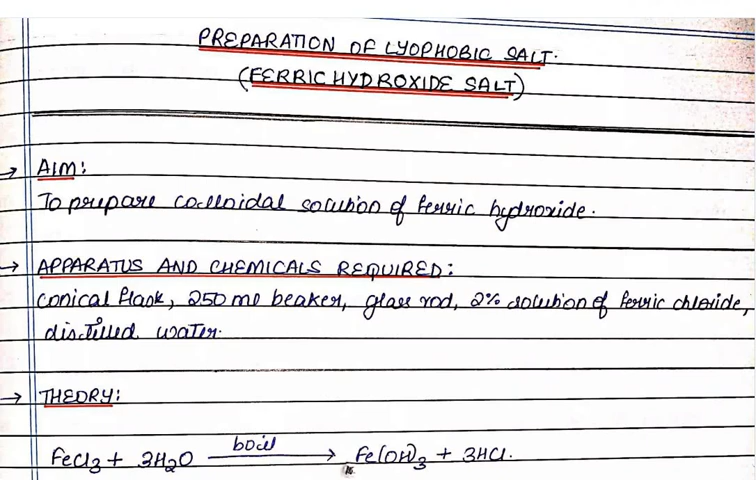 PREPARATION OF LYOPHOBIC SALT.
(FERRIC HYDROXIDE SALT)
→ AIM:
To prepare colloidal solution of ferric hydroxide.
→ APPARATUS AND CHEMICALS REQUIRED:
conical flask, 250 ml beaker, glass rod, 2% solution of ferric chloride,
distilled water.
→ THEORY:
FeCl₃ + 3H₂O boil → Fe(OH)₃ + 3HCl.